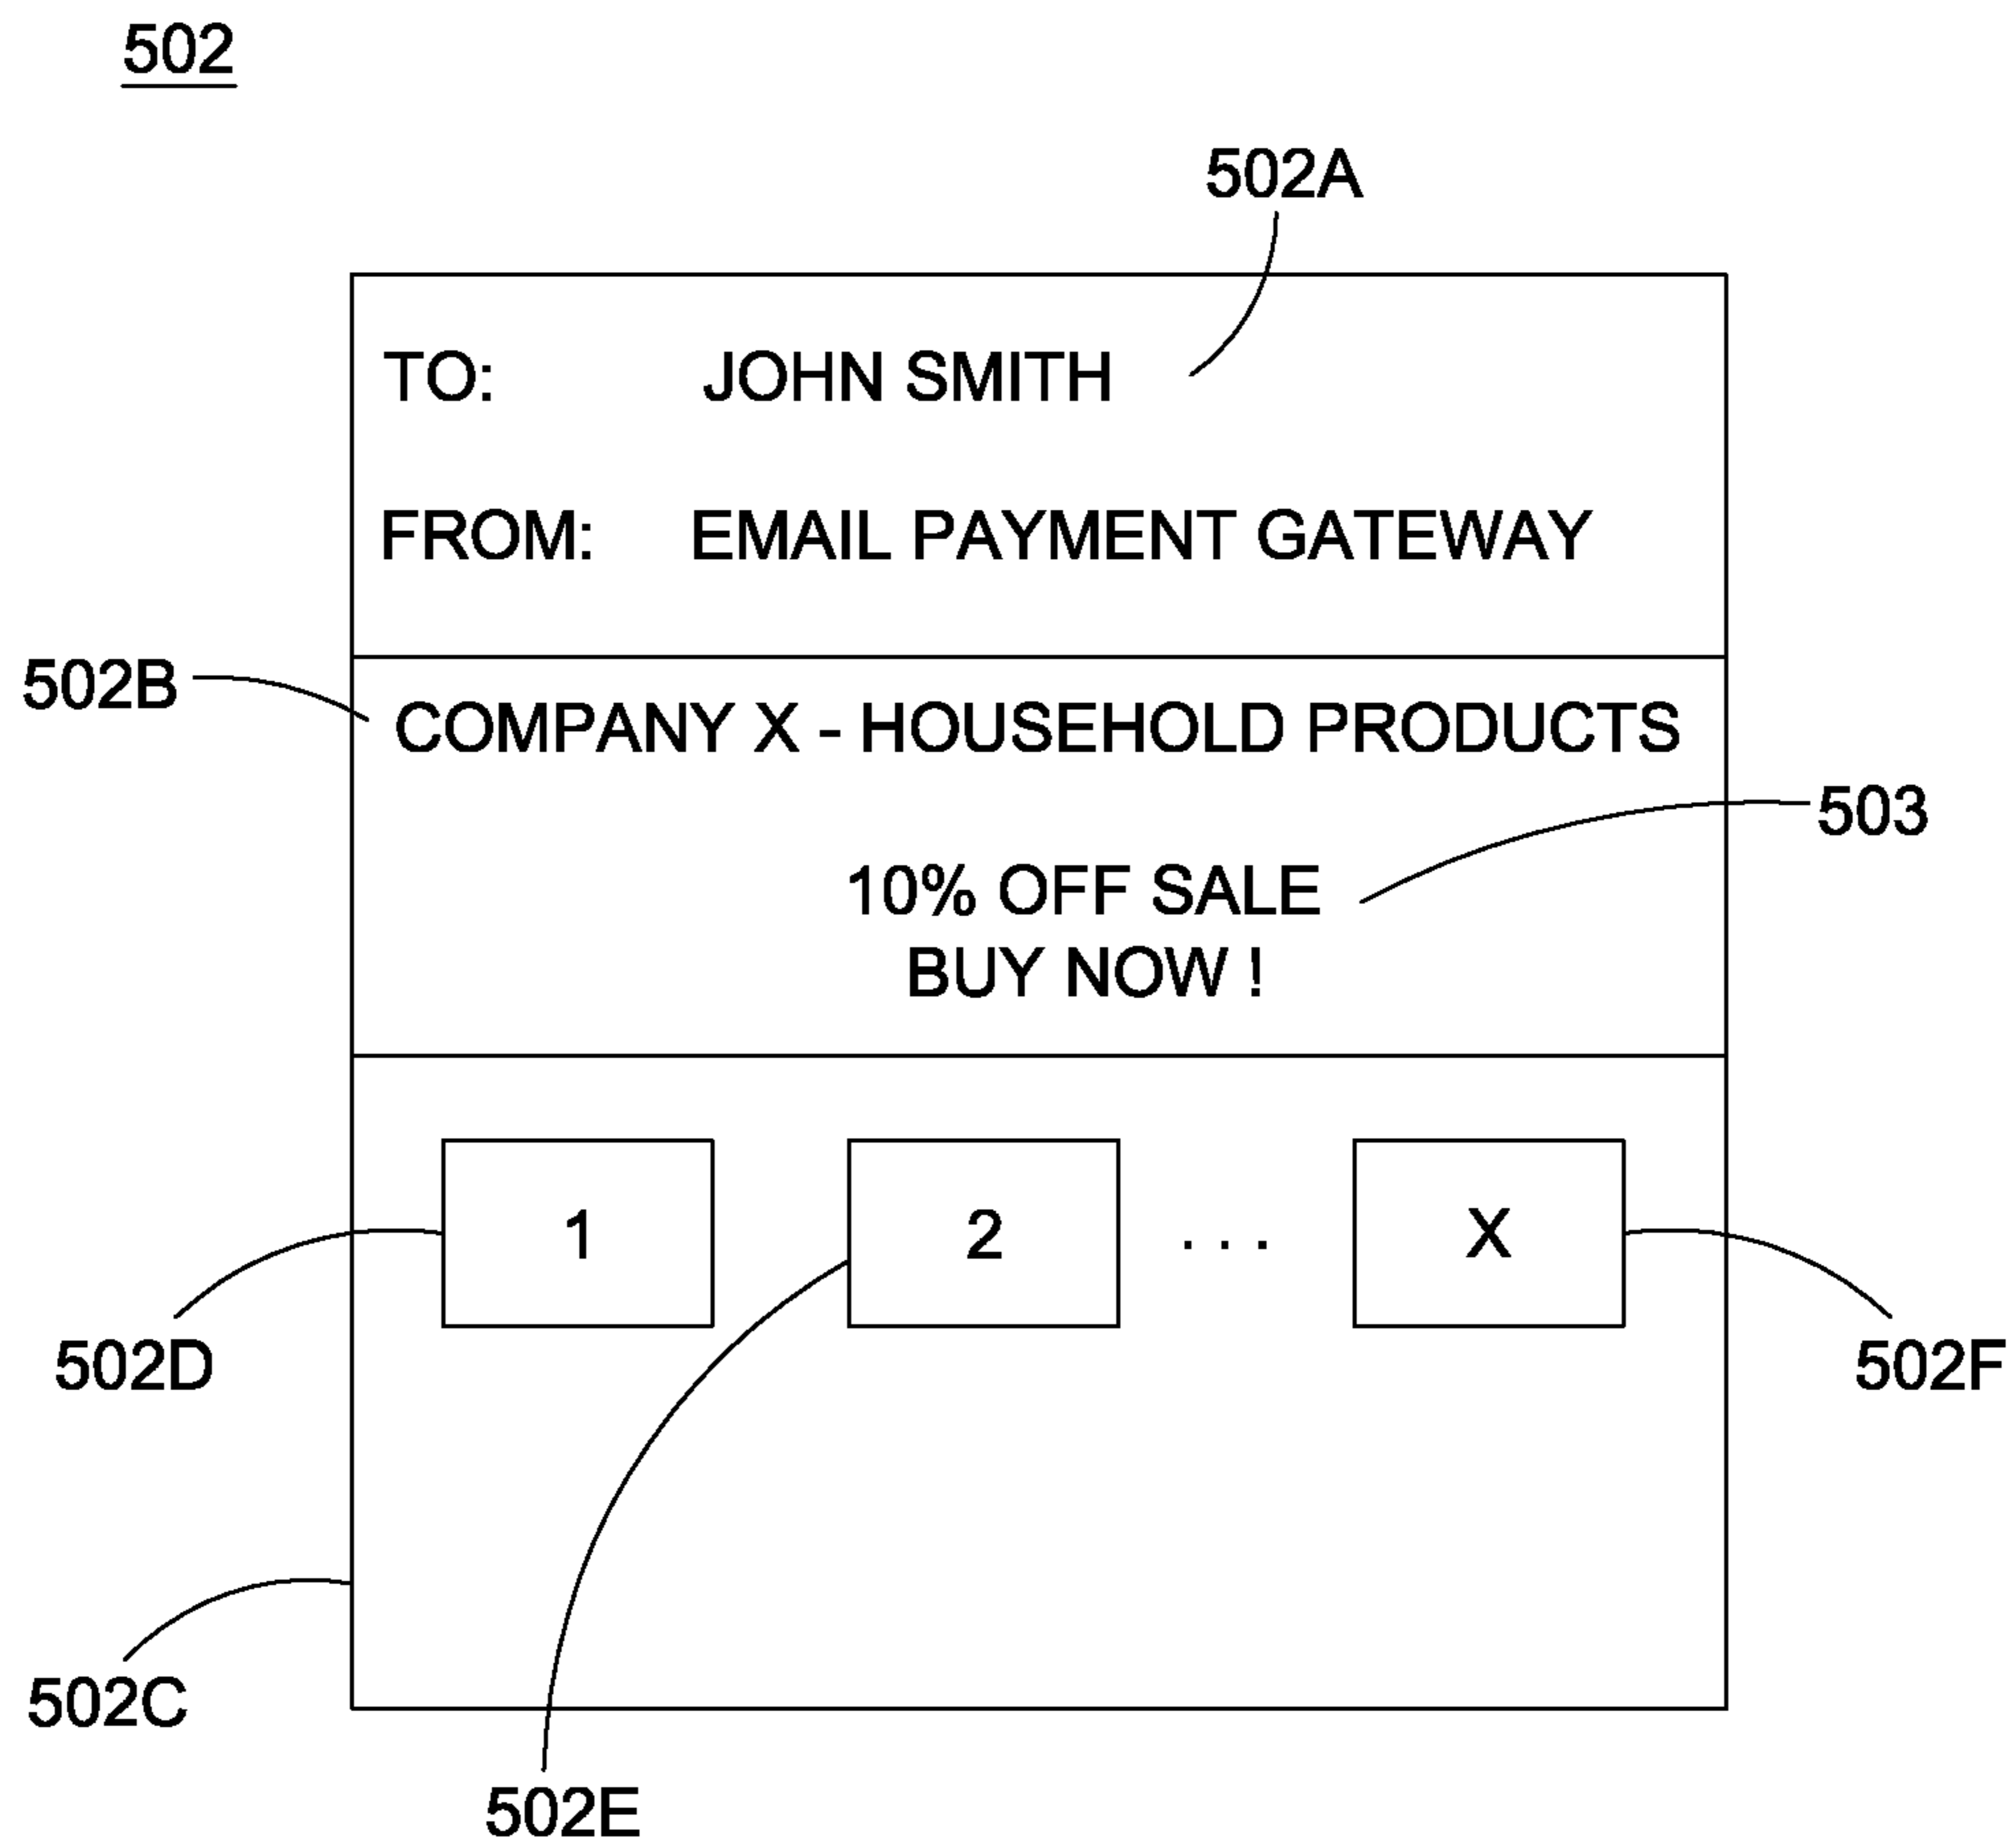 502
502A
TO: JOHN SMITH
FROM: EMAIL PAYMENT GATEWAY
502B
COMPANY X - HOUSEHOLD PRODUCTS
503
10% OFF SALE
BUY NOW !
1 2 . . . X
502D
502F
502C
502E